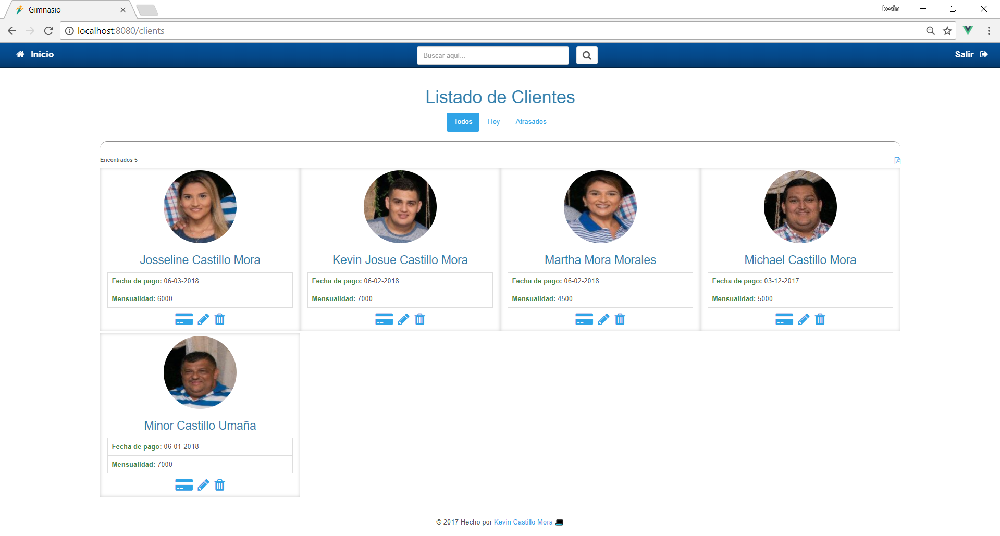 Gimnasio
kevin
localhost:8080/clients
Inicio
Buscar aquí...
Salir
Listado de Clientes
Todos Hoy Atrasados
Encontrados 5
Josseline Castillo Mora
Fecha de pago: 06-03-2018
Mensualidad: 6000
Kevin Josue Castillo Mora
Fecha de pago: 06-02-2018
Mensualidad: 7000
Martha Mora Morales
Fecha de pago: 06-02-2018
Mensualidad: 4500
Michael Castillo Mora
Fecha de pago: 03-12-2017
Mensualidad: 5000
Minor Castillo Umaña
Fecha de pago: 06-01-2018
Mensualidad: 7000
© 2017 Hecho por Kevin Castillo Mora